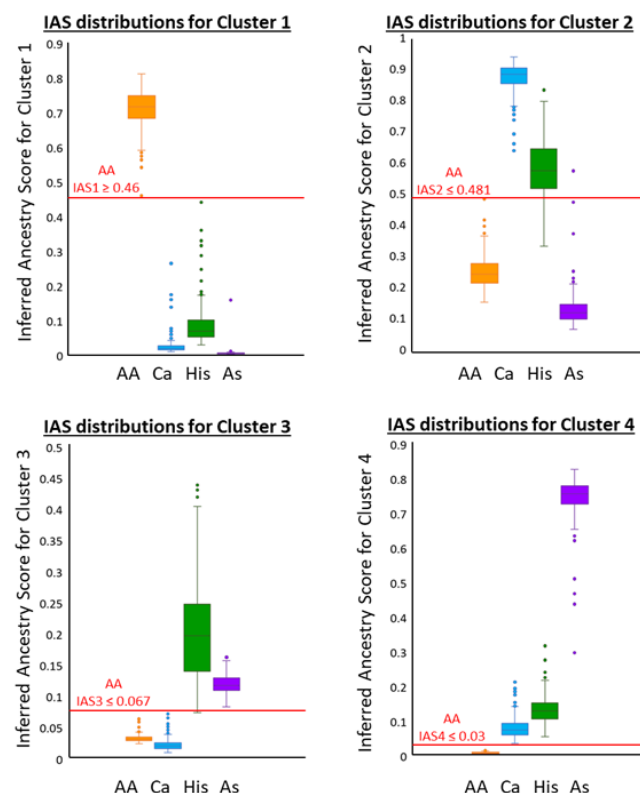 IAS distributions for Cluster 1
Inferred Ancestry Score for Cluster 1
0.9
0.8
0.7
0.6
0.5
0.4
0.3
0.2
0.1
0
AA
IAS1 ≥ 0.46
AA Ca His As
IAS distributions for Cluster 2
Inferred Ancestry Score for Cluster 2
1
0.9
0.8
0.7
0.6
0.5
0.4
0.3
0.2
0.1
0
AA
IAS2 ≤ 0.481
AA Ca His As
IAS distributions for Cluster 3
Inferred Ancestry Score for Cluster 3
0.5
0.45
0.4
0.35
0.3
0.25
0.2
0.15
0.1
0.05
0
AA
IAS3 ≤ 0.067
AA Ca His As
IAS distributions for Cluster 4
Inferred Ancestry Score for Cluster 4
0.9
0.8
0.7
0.6
0.5
0.4
0.3
0.2
0.1
0
AA
IAS4 ≤ 0.03
AA Ca His As